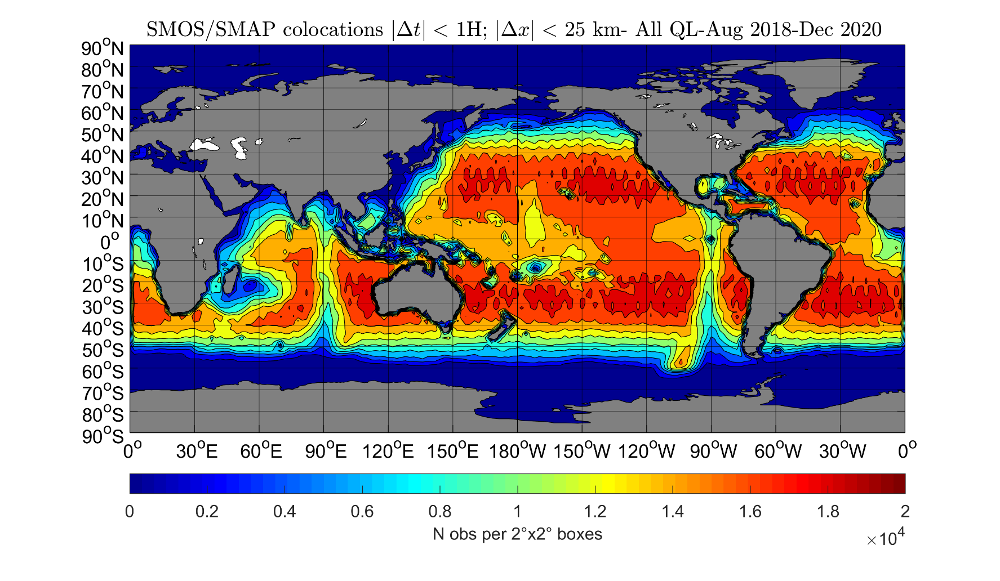 SMOS/SMAP colocations |Δt| < 1H; |Δx| < 25 km- All QL-Aug 2018-Dec 2020
90°N
80°N
70°N
60°N
50°N
40°N
30°N
20°N
10°N
0°
10°S
20°S
30°S
40°S
50°S
60°S
70°S
80°S
90°S
0° 30°E 60°E 90°E 120°E 150°E 180°W 150°W 120°W 90°W 60°W 30°W 0°
0 0.2 0.4 0.6 0.8 1 1.2 1.4 1.6 1.8 2
N obs per 2°x2° boxes
×10⁴